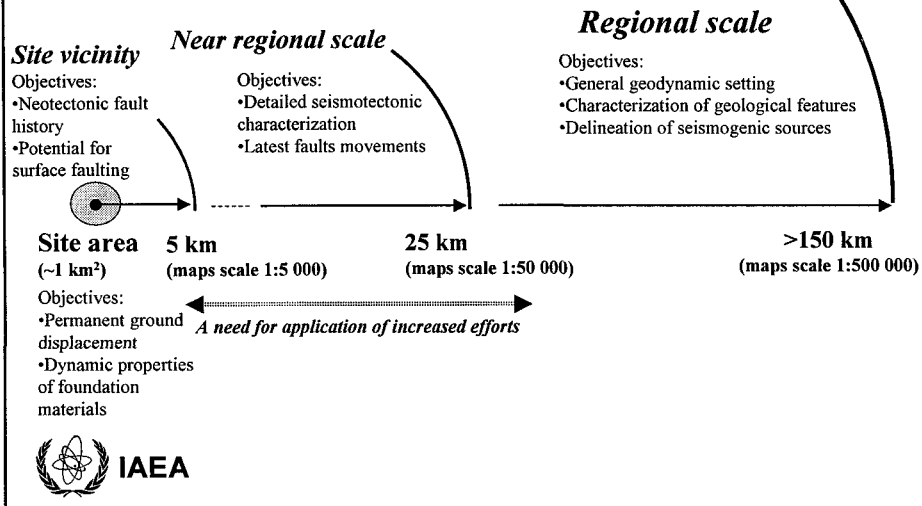 Site vicinity
Objectives:
•Neotectonic fault
history
•Potential for
surface faulting
Near regional scale
Objectives:
•Detailed seismotectonic
characterization
•Latest faults movements
Regional scale
Objectives:
•General geodynamic setting
•Characterization of geological features
•Delineation of seismogenic sources
Site area
(~1 km²)
5 km
(maps scale 1:5 000)
25 km
(maps scale 1:50 000)
>150 km
(maps scale 1:500 000)
Objectives:
•Permanent ground
displacement
•Dynamic properties
of foundation
materials
A need for application of increased efforts
IAEA